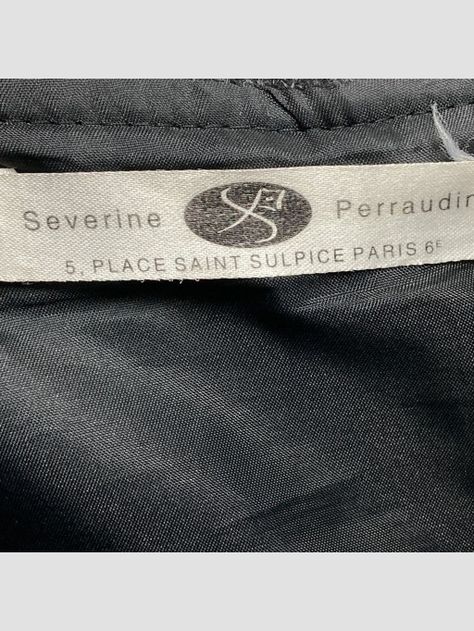 Severine Perraudin
5, PLACE SAINT SULPICE PARIS 6E